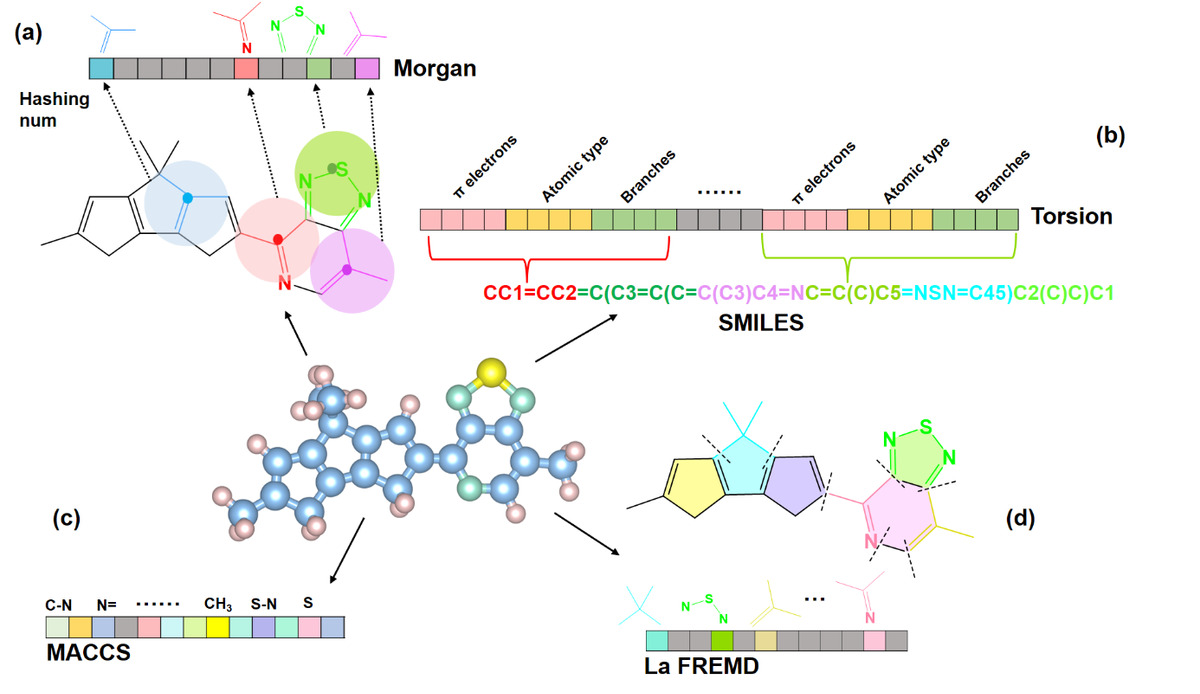 (a)
S
N N
N
Morgan
Hashing
num
S
N
N
N
(b)
π electrons
Atomic type
Branches
......
π electrons
Atomic type
Branches
Torsion
CC1=CC2=C(C3=C(C=C(C3)C4=NC=C(C)C5=NSN=C45)C2(C)C)C1
SMILES
(c)
C-N N= ...... CH3 S-N S
MACCS
(d)
S
N
N
N
S
N
N
...
N
La FREMD